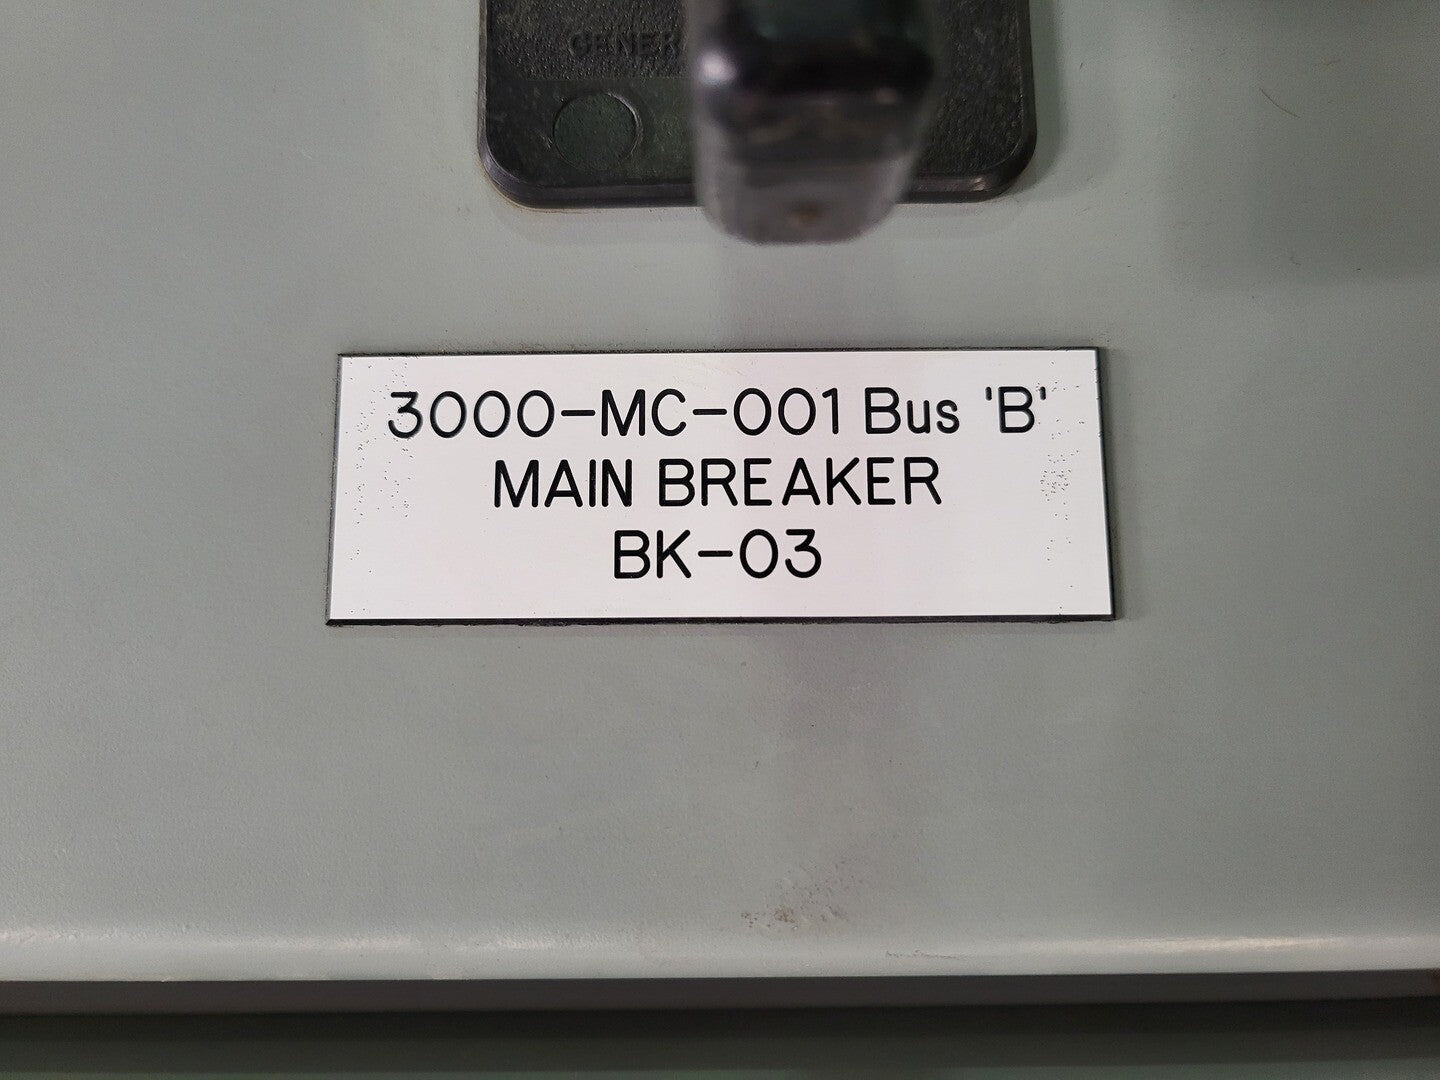 3000-MC-001 Bus 'B'
MAIN BREAKER
BK-03